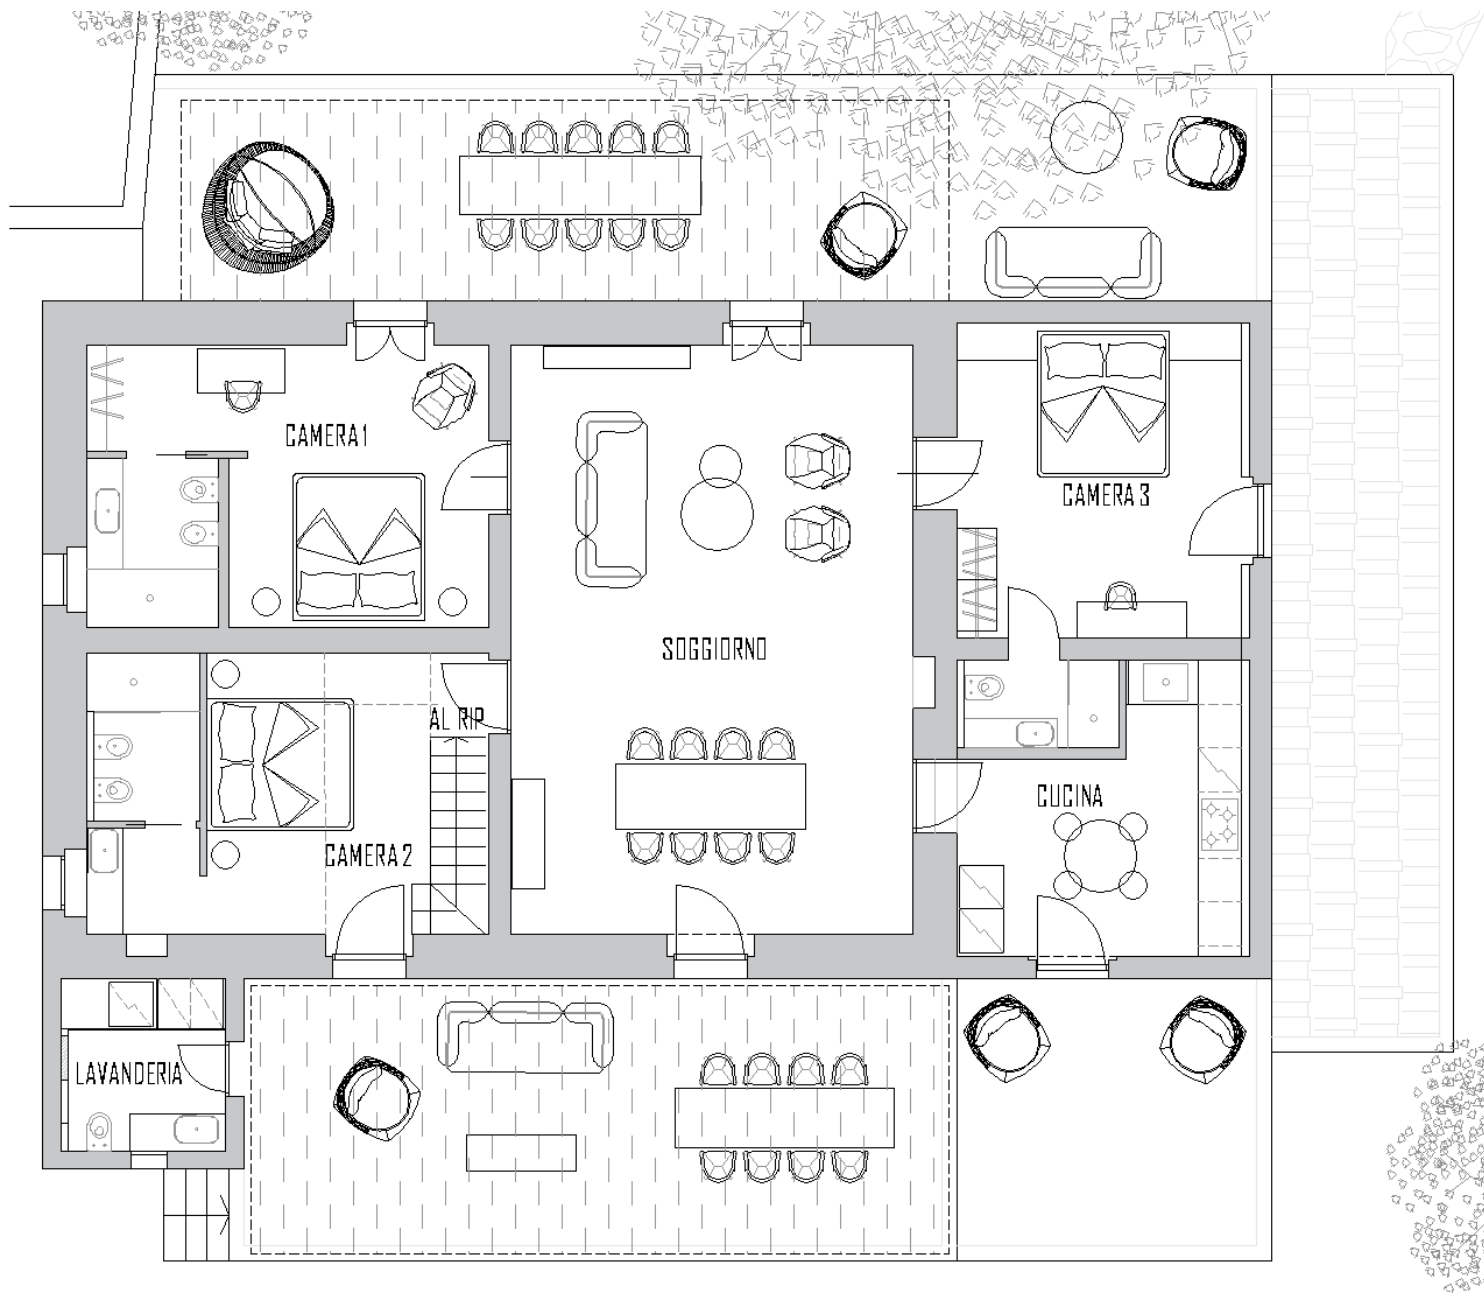 CAMERA 1
CAMERA 3
SOGGIORNO
AL RIP
CUCINA
CAMERA 2
LAVANDERIA